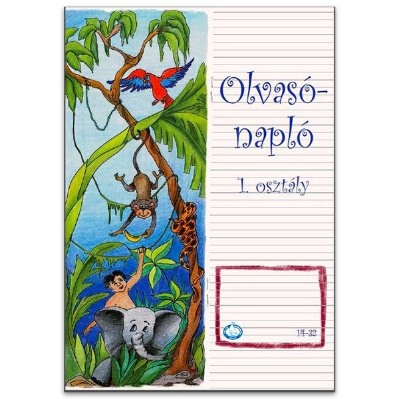 Olvasó-
napló
1. osztály
14-32